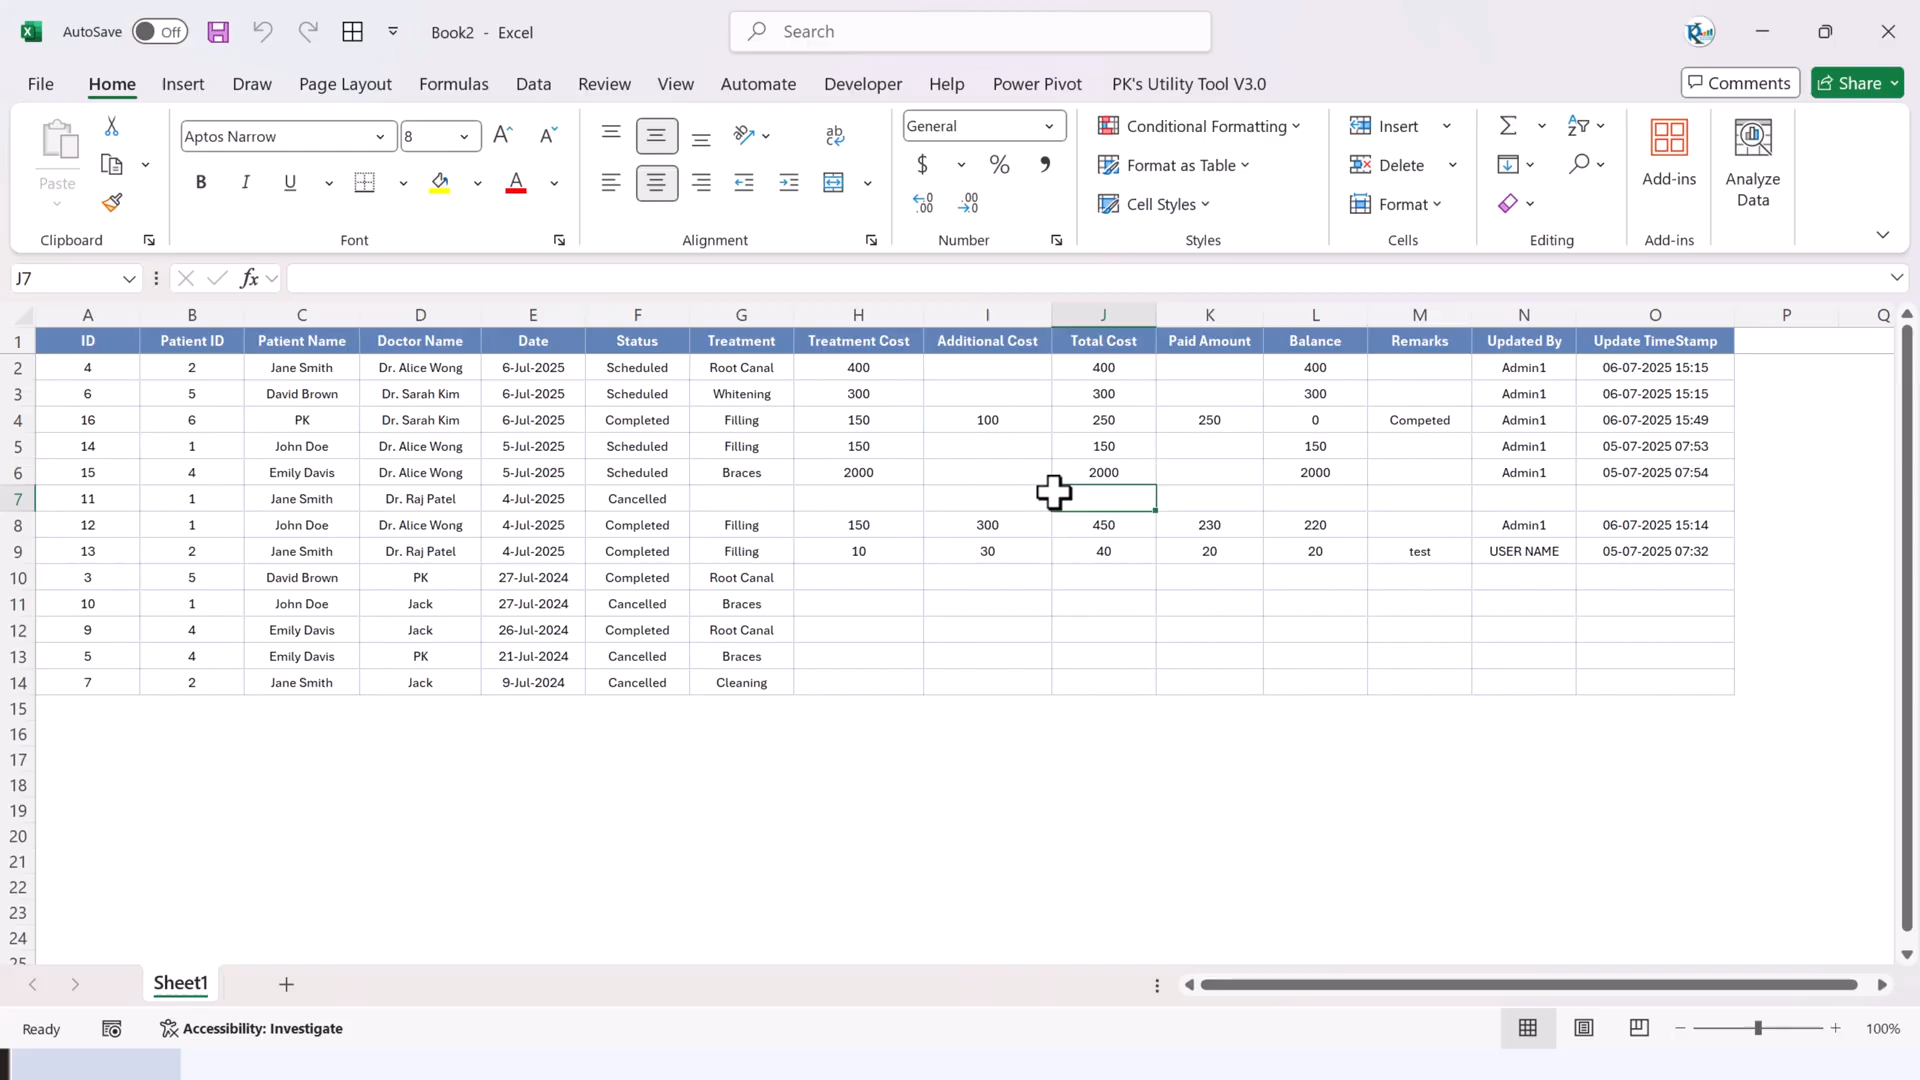 AutoSave Off Book2 - Excel Search
File Home Insert Draw Page Layout Formulas Data Review View Automate Developer Help Power Pivot PK's Utility Tool V3.0 Comments Share
Paste Aptos Narrow 8 General Conditional Formatting Insert
Format as Table Delete Add-ins Analyze Data
B I U A $ % Cell Styles Format
Clipboard Font Alignment Number Styles Cells Editing Add-ins
J7 fx
A B C D E F G H I J K L M N O P Q
1 ID Patient ID Patient Name Doctor Name Date Status Treatment Treatment Cost Additional Cost Total Cost Paid Amount Balance Remarks Updated By Update TimeStamp
2 4 2 Jane Smith Dr. Alice Wong 6-Jul-2025 Scheduled Root Canal 400 400 400 Admin1 06-07-2025 15:15
3 6 5 David Brown Dr. Sarah Kim 6-Jul-2025 Scheduled Whitening 300 300 300 Admin1 06-07-2025 15:15
4 16 6 PK Dr. Sarah Kim 6-Jul-2025 Completed Filling 150 100 250 250 0 Competed Admin1 06-07-2025 15:49
5 14 1 John Doe Dr. Alice Wong 5-Jul-2025 Scheduled Filling 150 150 150 Admin1 05-07-2025 07:53
6 15 4 Emily Davis Dr. Alice Wong 5-Jul-2025 Scheduled Braces 2000 2000 2000 Admin1 05-07-2025 07:54
7 11 1 Jane Smith Dr. Raj Patel 4-Jul-2025 Cancelled
8 12 1 John Doe Dr. Alice Wong 4-Jul-2025 Completed Filling 150 300 450 230 220 Admin1 06-07-2025 15:14
9 13 2 Jane Smith Dr. Raj Patel 4-Jul-2025 Completed Filling 10 30 40 20 20 test USER NAME 05-07-2025 07:32
10 3 5 David Brown PK 27-Jul-2024 Completed Root Canal
11 10 1 John Doe Jack 27-Jul-2024 Cancelled Braces
12 9 4 Emily Davis Jack 26-Jul-2024 Completed Root Canal
13 5 4 Emily Davis PK 21-Jul-2024 Cancelled Braces
14 7 2 Jane Smith Jack 9-Jul-2024 Cancelled Cleaning
15
16
17
18
19
20
21
22
23
24
25
Sheet1
Ready Accessibility: Investigate 100%